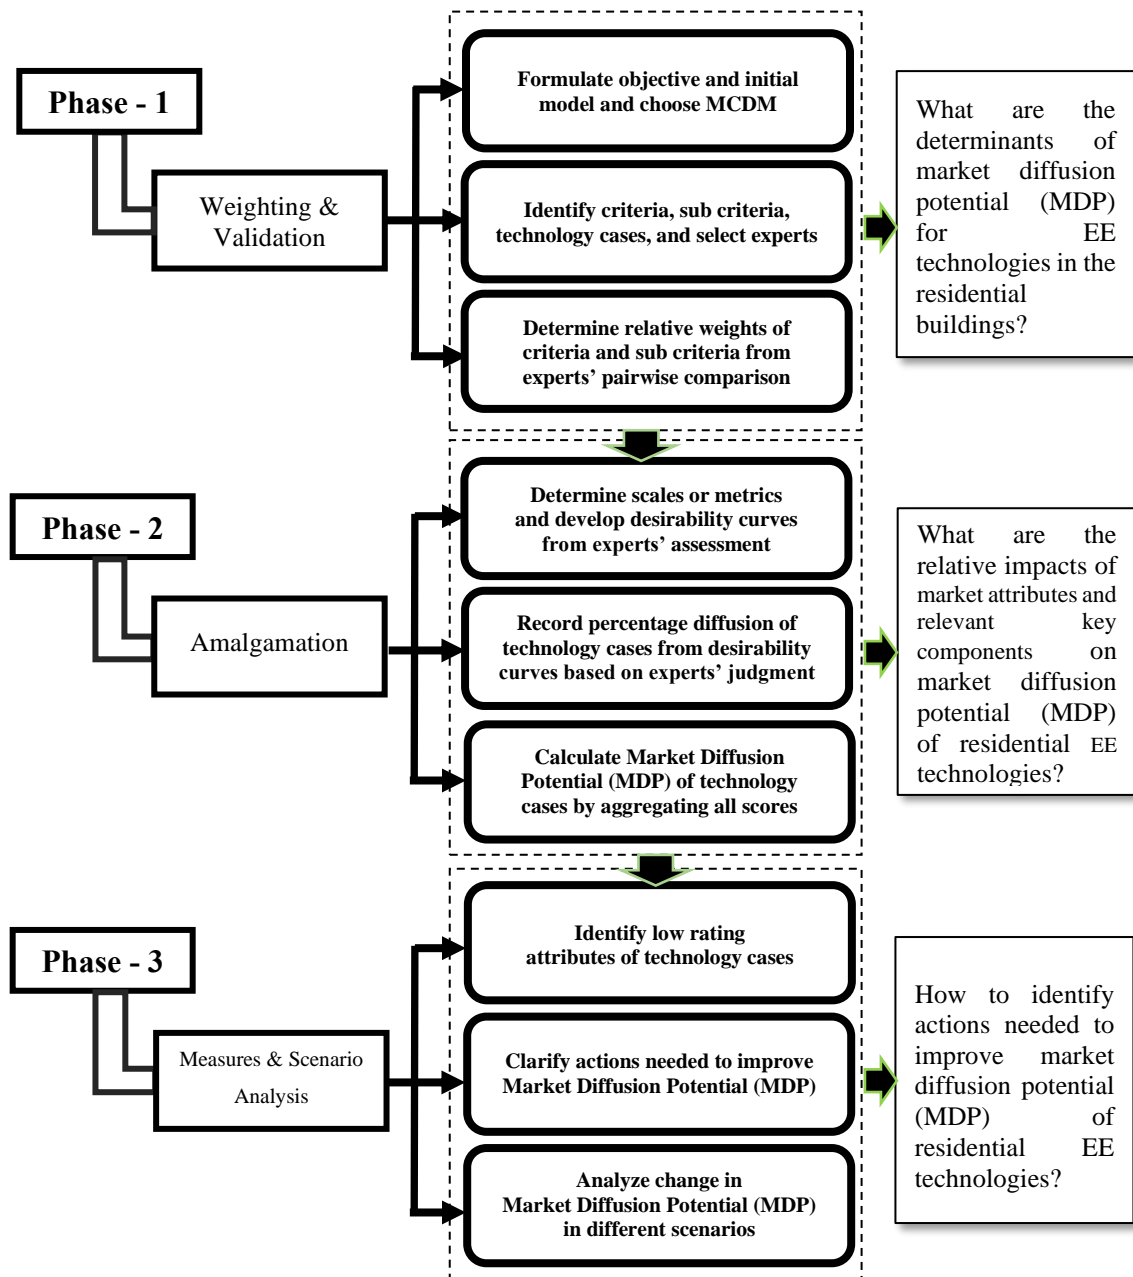 Phase - 1
Weighting &
Validation
Formulate objective and initial
model and choose MCDM
Identify criteria, sub criteria,
technology cases, and select experts
Determine relative weights of
criteria and sub criteria from
experts’ pairwise comparison
What are the
determinants of
market diffusion
potential (MDP)
for EE
technologies in the
residential
buildings?
Phase - 2
Amalgamation
Determine scales or metrics
and develop desirability curves
from experts’ assessment
Record percentage diffusion of
technology cases from desirability
curves based on experts’ judgment
Calculate Market Diffusion
Potential (MDP) of technology
cases by aggregating all scores
What are the
relative impacts of
market attributes and
relevant key
components on
market diffusion
potential (MDP)
of residential EE
technologies?
Phase - 3
Measures & Scenario
Analysis
Identify low rating
attributes of technology cases
Clarify actions needed to improve
Market Diffusion Potential (MDP)
Analyze change in
Market Diffusion Potential (MDP)
in different scenarios
How to identify
actions needed to
improve market
diffusion potential
(MDP) of
residential EE
technologies?